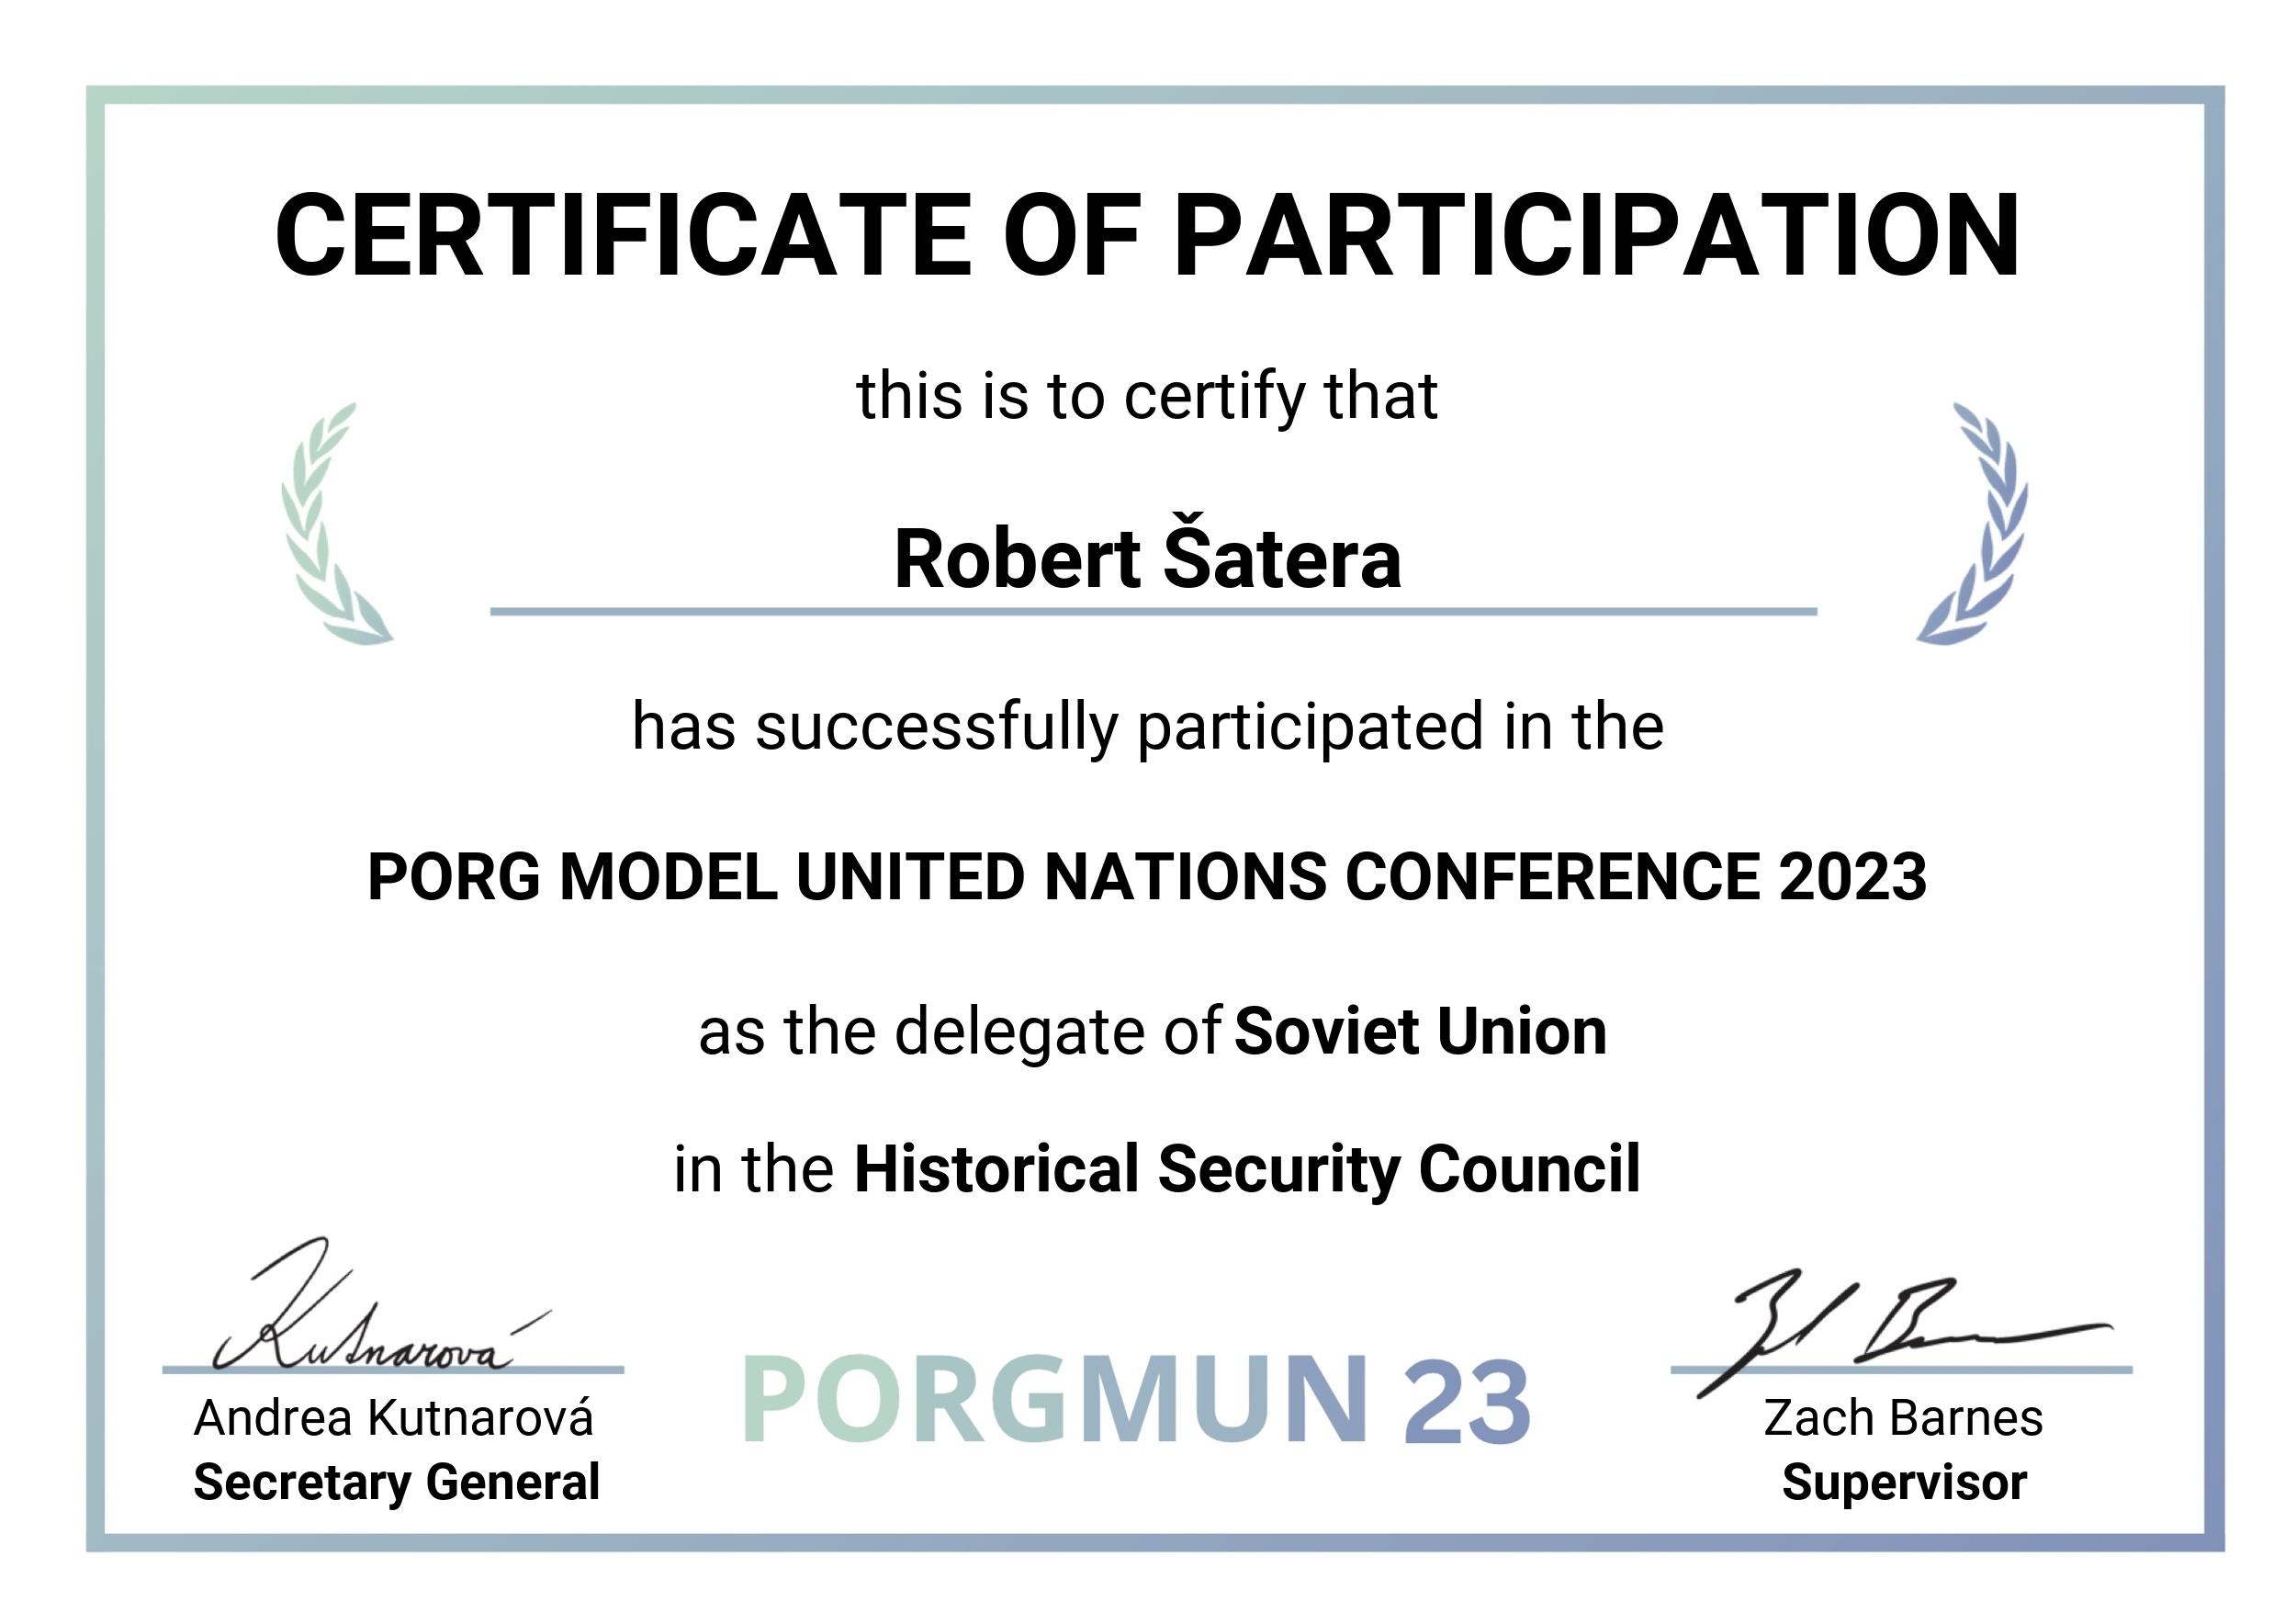 CERTIFICATE OF PARTICIPATION
this is to certify that
Robert Šatera
has successfully participated in the
PORG MODEL UNITED NATIONS CONFERENCE 2023
as the delegate of Soviet Union
in the Historical Security Council
Kutnarová
Andrea Kutnarová
Secretary General
PORGMUN 23
Zach Barnes
Supervisor